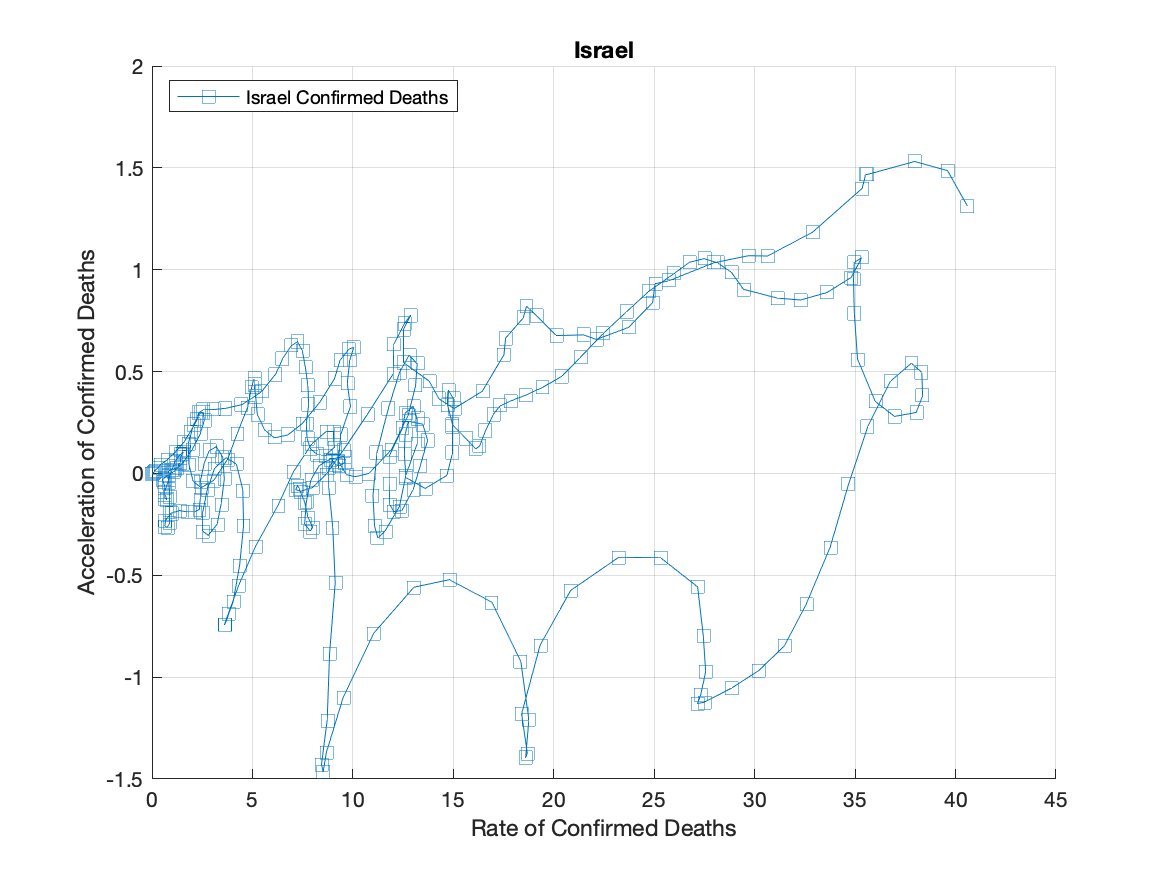 Israel
Israel Confirmed Deaths
Acceleration of Confirmed Deaths
2
1.5
1
0.5
0
-0.5
-1
-1.5
0 5 10 15 20 25 30 35 40 45
Rate of Confirmed Deaths